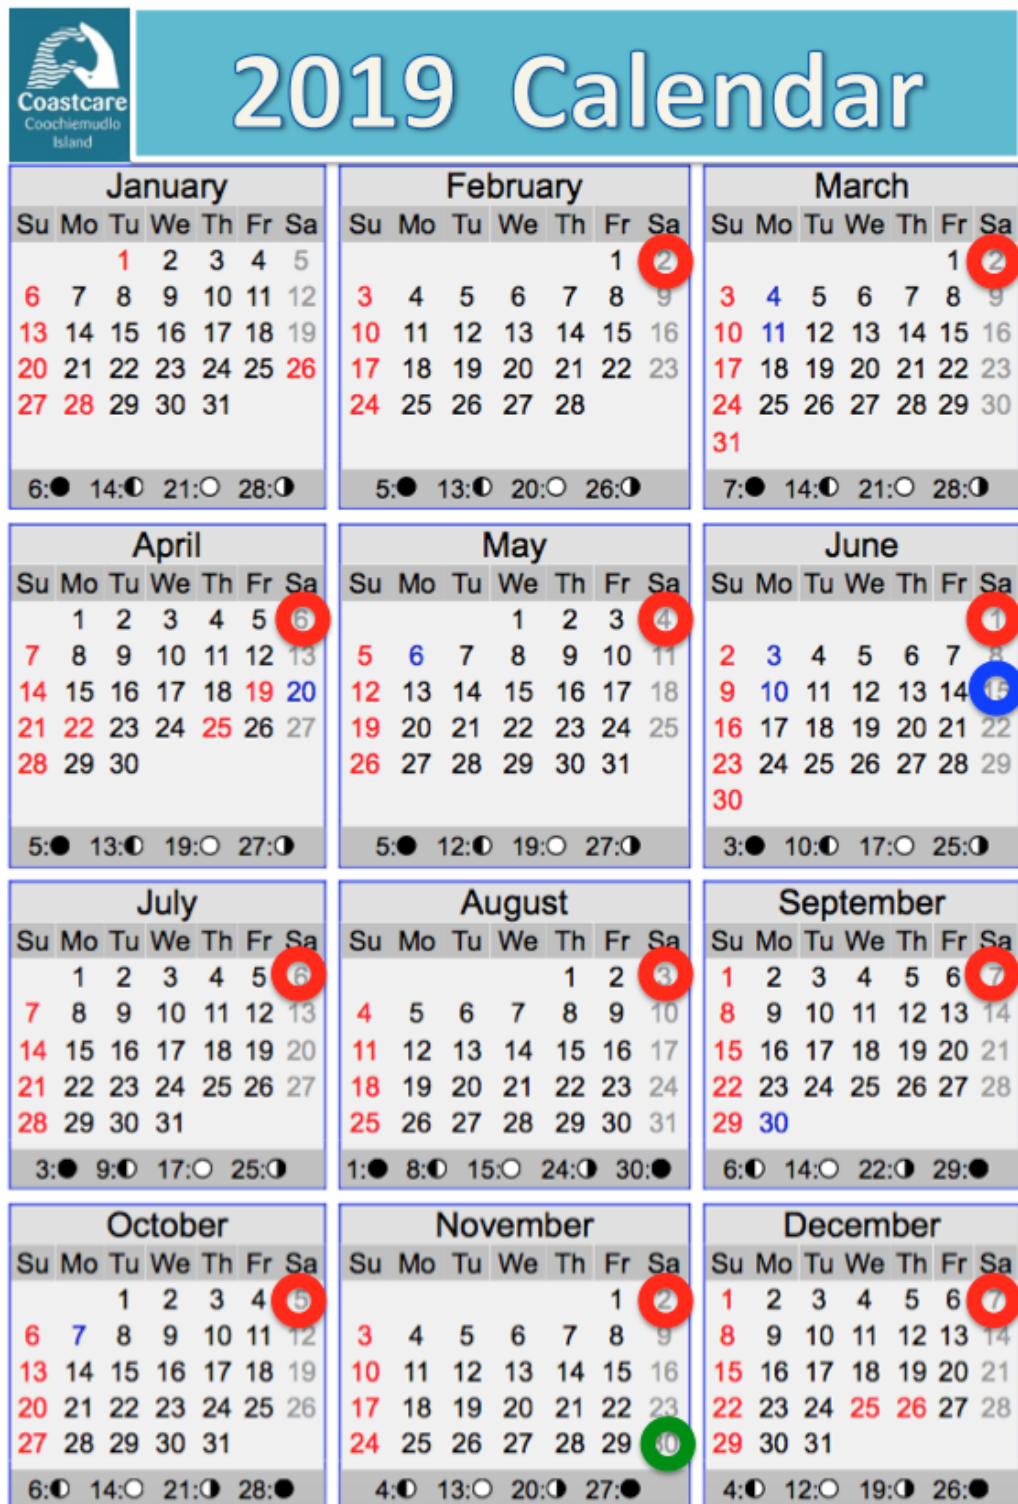 Coastcare
Coochiemudlo
Island
2019 Calendar
January
Su Mo Tu We Th Fr Sa
1 2 3 4 5
6 7 8 9 10 11 12
13 14 15 16 17 18 19
20 21 22 23 24 25 26
27 28 29 30 31
6: 14: 21: 28:
February
Su Mo Tu We Th Fr Sa
1 2
3 4 5 6 7 8 9
10 11 12 13 14 15 16
17 18 19 20 21 22 23
24 25 26 27 28
5: 13: 20: 26:
March
Su Mo Tu We Th Fr Sa
1 2
3 4 5 6 7 8 9
10 11 12 13 14 15 16
17 18 19 20 21 22 23
24 25 26 27 28 29 30
31
7: 14: 21: 28:
April
Su Mo Tu We Th Fr Sa
1 2 3 4 5 6
7 8 9 10 11 12 13
14 15 16 17 18 19 20
21 22 23 24 25 26 27
28 29 30
5: 13: 19: 27:
May
Su Mo Tu We Th Fr Sa
1 2 3 4
5 6 7 8 9 10 11
12 13 14 15 16 17 18
19 20 21 22 23 24 25
26 27 28 29 30 31
5: 12: 19: 27:
June
Su Mo Tu We Th Fr Sa
1
2 3 4 5 6 7 8
9 10 11 12 13 14 15
16 17 18 19 20 21 22
23 24 25 26 27 28 29
30
3: 10: 17: 25:
July
Su Mo Tu We Th Fr Sa
1 2 3 4 5 6
7 8 9 10 11 12 13
14 15 16 17 18 19 20
21 22 23 24 25 26 27
28 29 30 31
3: 9: 17: 25:
August
Su Mo Tu We Th Fr Sa
1 2 3
4 5 6 7 8 9 10
11 12 13 14 15 16 17
18 19 20 21 22 23 24
25 26 27 28 29 30 31
1: 8: 15: 24: 30:
September
Su Mo Tu We Th Fr Sa
1 2 3 4 5 6 7
8 9 10 11 12 13 14
15 16 17 18 19 20 21
22 23 24 25 26 27 28
29 30
6: 14: 22: 29:
October
Su Mo Tu We Th Fr Sa
1 2 3 4 5
6 7 8 9 10 11 12
13 14 15 16 17 18 19
20 21 22 23 24 25 26
27 28 29 30 31
6: 14: 21: 28:
November
Su Mo Tu We Th Fr Sa
1 2
3 4 5 6 7 8 9
10 11 12 13 14 15 16
17 18 19 20 21 22 23
24 25 26 27 28 29 30
4: 13: 20: 27:
December
Su Mo Tu We Th Fr Sa
1 2 3 4 5 6 7
8 9 10 11 12 13 14
15 16 17 18 19 20 21
22 23 24 25 26 27 28
29 30 31
4: 12: 19: 26: